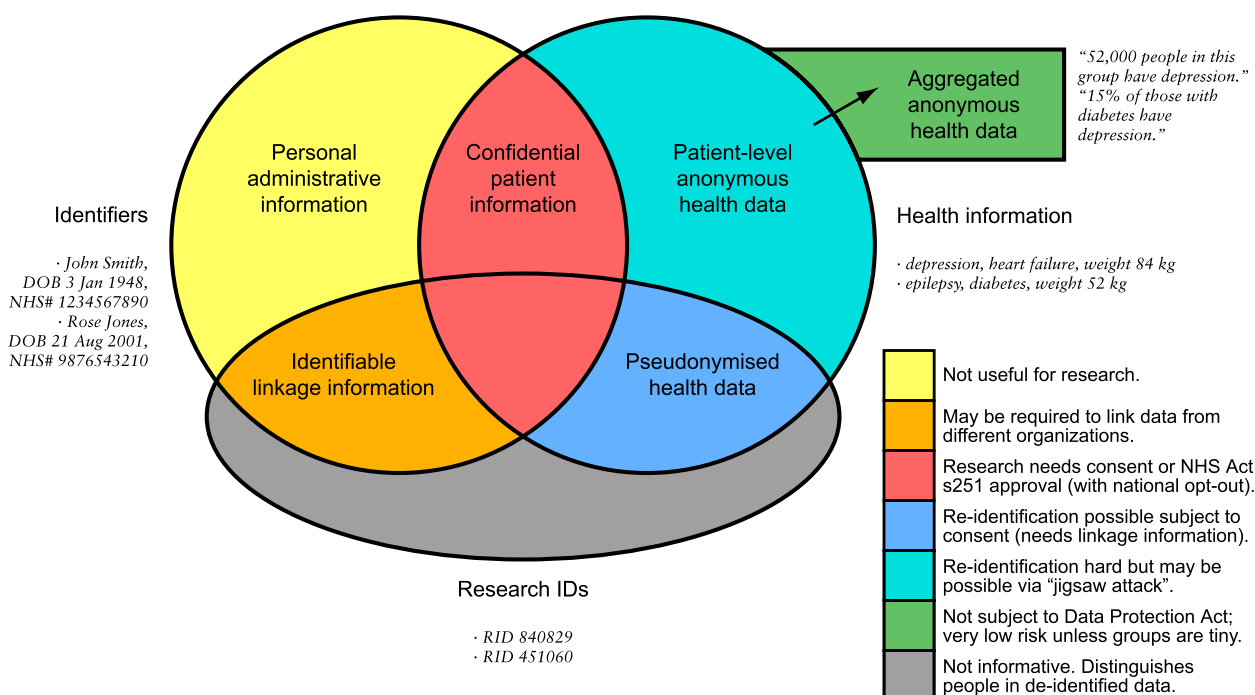 Personal
administrative
information
Confidential
patient
information
Patient-level
anonymous
health data
Aggregated
anonymous
health data
“52,000 people in this
group have depression.”
“15% of those with
diabetes have
depression.”
Identifiers
· John Smith,
DOB 3 Jan 1948,
NHS# 1234567890
· Rose Jones,
DOB 21 Aug 2001,
NHS# 9876543210
Health information
· depression, heart failure, weight 84 kg
· epilepsy, diabetes, weight 52 kg
Identifiable
linkage information
Pseudonymised
health data
Research IDs
· RID 840829
· RID 451060
Not useful for research.
May be required to link data from
different organizations.
Research needs consent or NHS Act
s251 approval (with national opt-out).
Re-identification possible subject to
consent (needs linkage information).
Re-identification hard but may be
possible via “jigsaw attack”.
Not subject to Data Protection Act;
very low risk unless groups are tiny.
Not informative. Distinguishes
people in de-identified data.